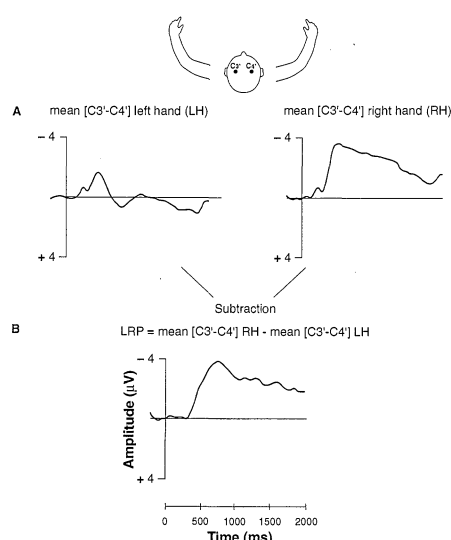 C3' C4'
A mean [C3'-C4'] left hand (LH) mean [C3'-C4'] right hand (RH)
− 4 − 4
+ 4 + 4
Subtraction
B LRP = mean [C3'-C4'] RH - mean [C3'-C4'] LH
− 4
Amplitude (μV)
+ 4
0 500 1000 1500 2000
Time (ms)